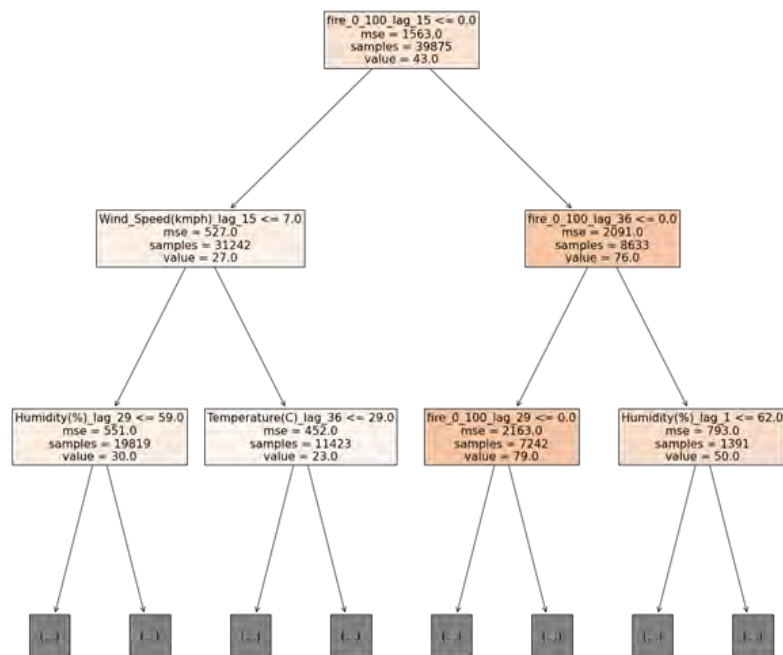 fire_0_100_lag_15 <= 0.0
mse = 1563.0
samples = 39875
value = 43.0
Wind_Speed(kmph)_lag_15 <= 7.0
mse = 527.0
samples = 31242
value = 27.0
fire_0_100_lag_36 <= 0.0
mse = 2091.0
samples = 8633
value = 76.0
Humidity(%)_lag_29 <= 59.0
mse = 551.0
samples = 19819
value = 30.0
Temperature(C)_lag_36 <= 29.0
mse = 452.0
samples = 11423
value = 23.0
fire_0_100_lag_29 <= 0.0
mse = 2163.0
samples = 7242
value = 79.0
Humidity(%)_lag_1 <= 62.0
mse = 793.0
samples = 1391
value = 50.0
(...)
(...)
(...)
(...)
(...)
(...)
(...)
(...)